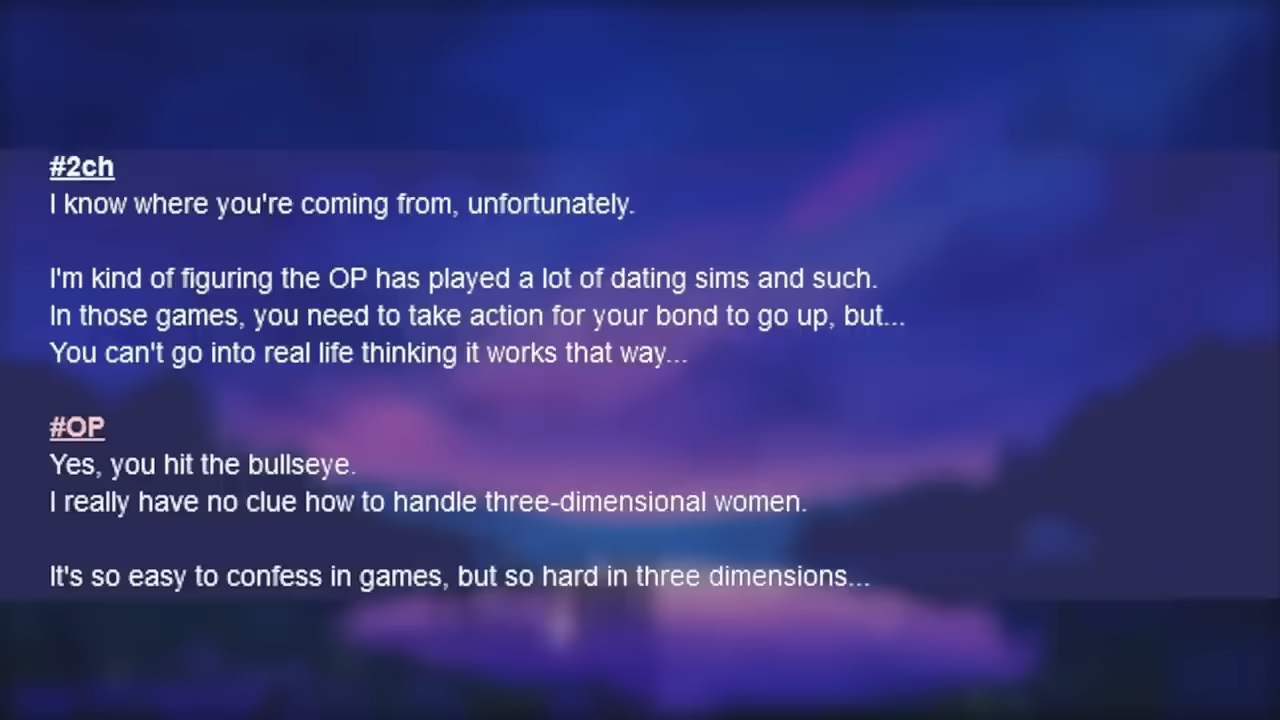 #2ch
I know where you're coming from, unfortunately.
I'm kind of figuring the OP has played a lot of dating sims and such.
In those games, you need to take action for your bond to go up, but...
You can't go into real life thinking it works that way...
#OP
Yes, you hit the bullseye.
I really have no clue how to handle three-dimensional women.
It's so easy to confess in games, but so hard in three dimensions...